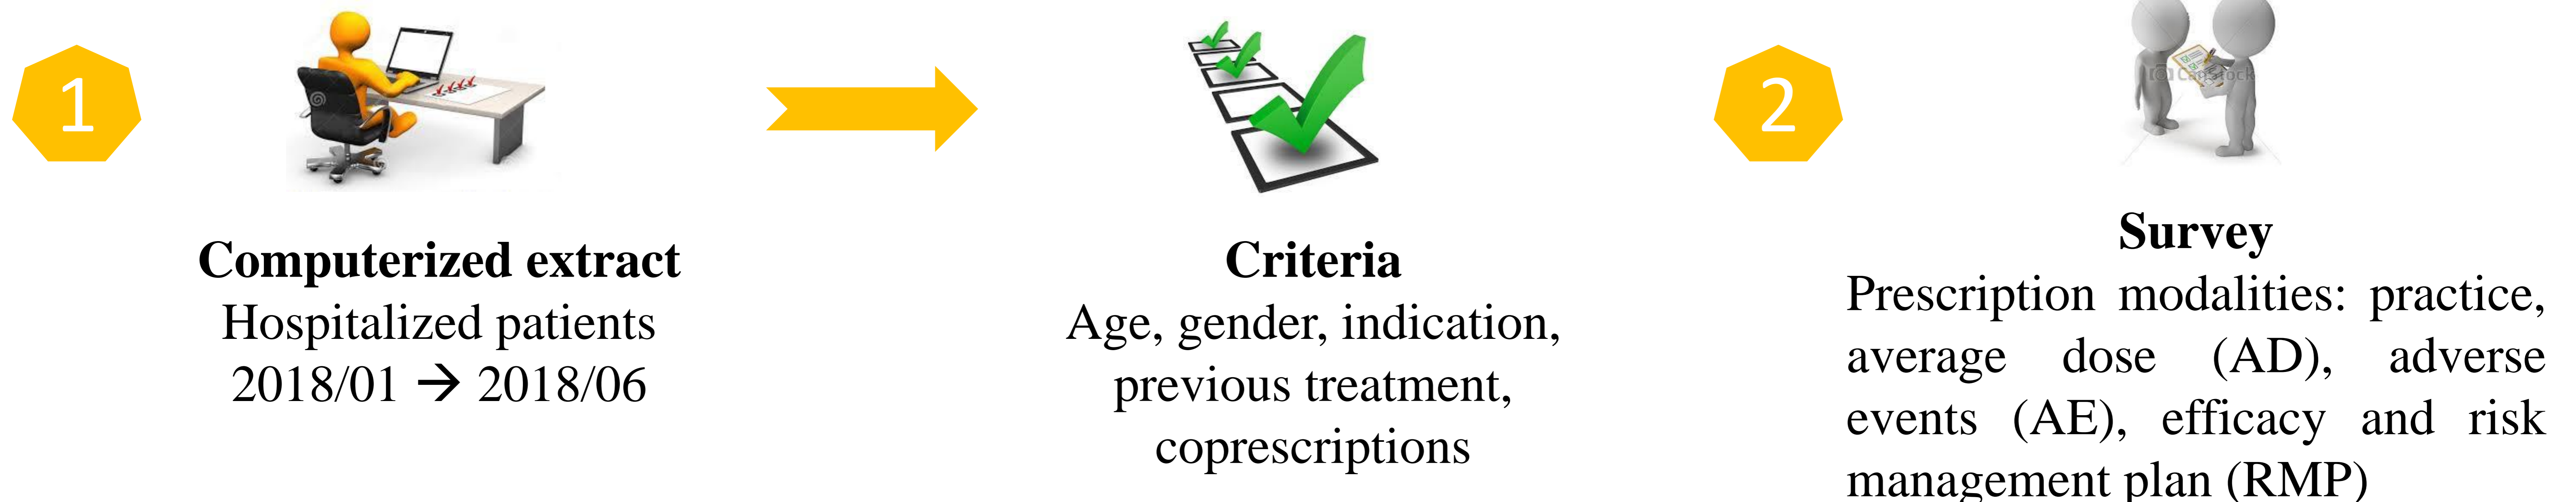 1
Computerized extract
Hospitalized patients
2018/01 → 2018/06
Criteria
Age, gender, indication,
previous treatment,
coprescriptions
2
CanStock
Survey
Prescription modalities: practice,
average dose (AD), adverse
events (AE), efficacy and risk
management plan (RMP)